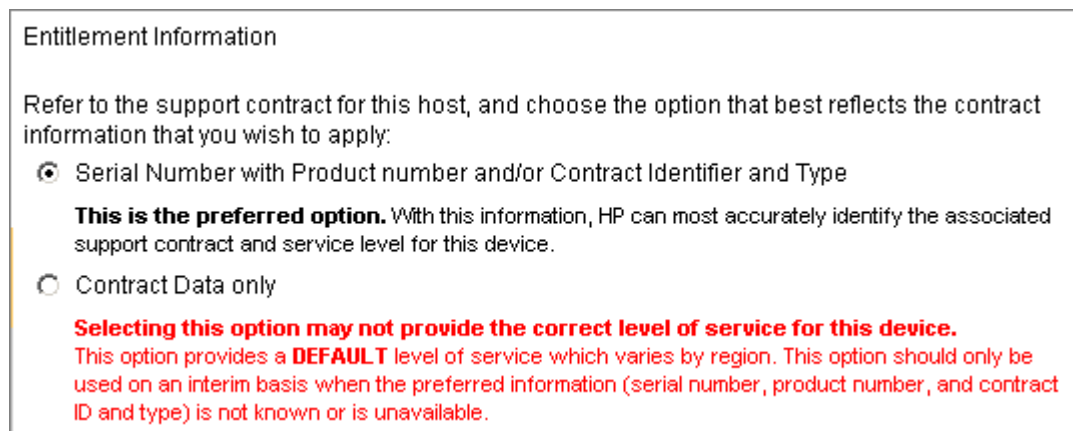 Entitlement Information
Refer to the support contract for this host, and choose the option that best reflects the contract
information that you wish to apply:
Serial Number with Product number and/or Contract Identifier and Type
This is the preferred option. With this information, HP can most accurately identify the associated
support contract and service level for this device.
Contract Data only
Selecting this option may not provide the correct level of service for this device.
This option provides a DEFAULT level of service which varies by region. This option should only be
used on an interim basis when the preferred information (serial number, product number, and contract
ID and type) is not known or is unavailable.